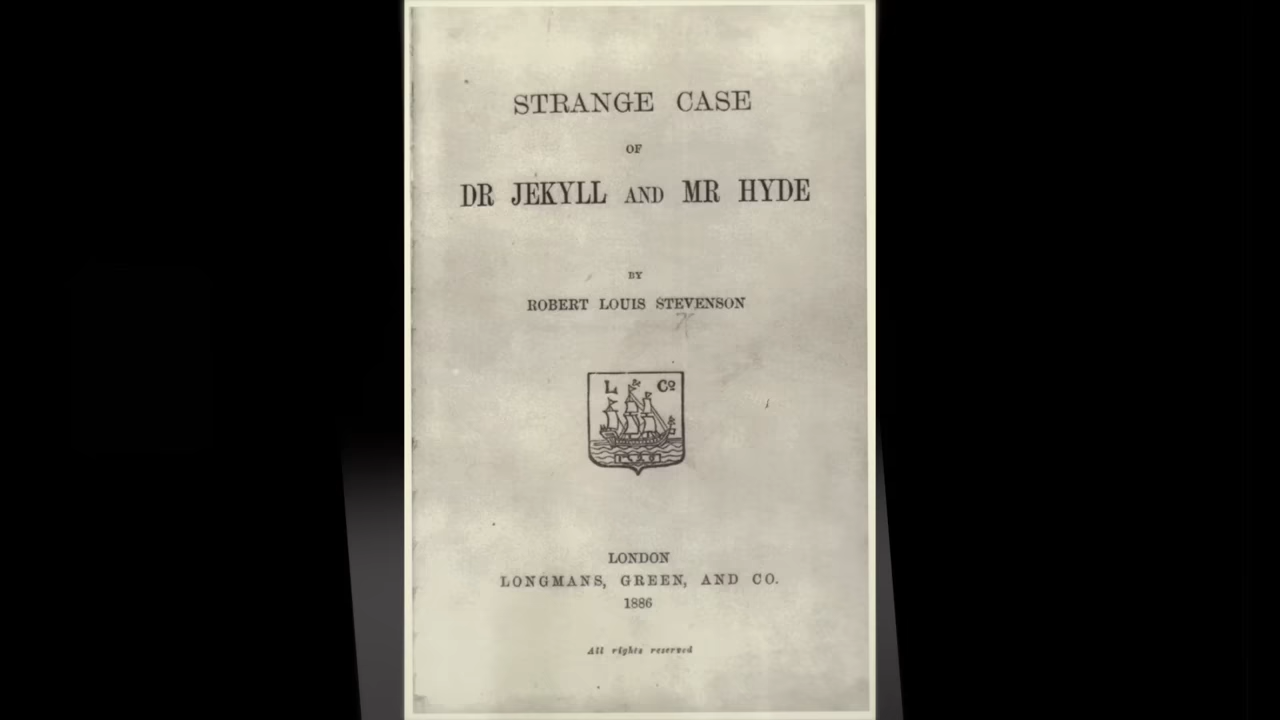 STRANGE CASE
OF
DR JEKYLL AND MR HYDE
BY
ROBERT LOUIS STEVENSON
L Co
LONDON
LONGMANS, GREEN, AND CO.
1886
All rights reserved